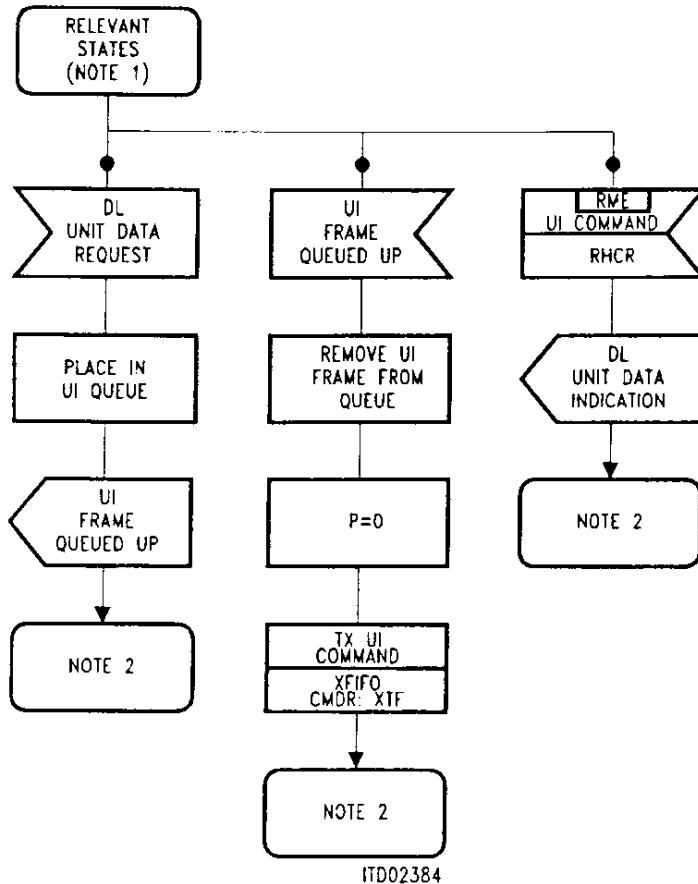 RELEVANT
STATES
(NOTE 1)
DL
UNIT DATA
REQUEST
PLACE IN
UI QUEUE
UI
FRAME
QUEUED UP
NOTE 2
UI
FRAME
QUEUED UP
REMOVE UI
FRAME FROM
QUEUE
P=0
TX UI
COMMAND
XFIFO
CMDR: XTF
NOTE 2
RME
UI COMMAND
RHCR
DL
UNIT DATA
INDICATION
NOTE 2
ITD02384